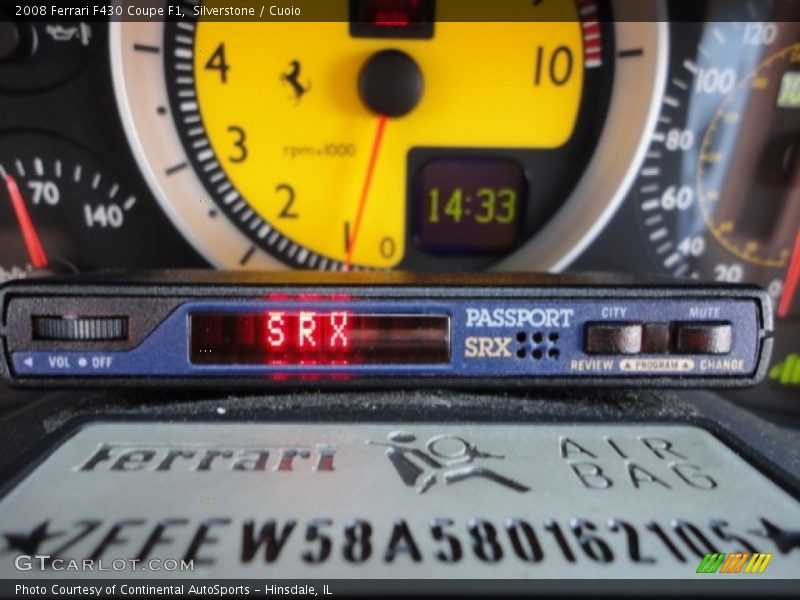 2008 Ferrari F430 Coupe F1, Silverstone / Cuoio
4
10
3
rpm×1000
2
14:33
1
0
70
140
120
100
80
60
40
20
0
SRX
PASSPORT
SRX
CITY
MUTE
VOL
OFF
REVIEW
PROGRAM
CHANGE
Ferrari
AIR
BAG
ZFFEW58A580162105
GTCARLOT.COM
Photo Courtesy of Continental AutoSports - Hinsdale, IL